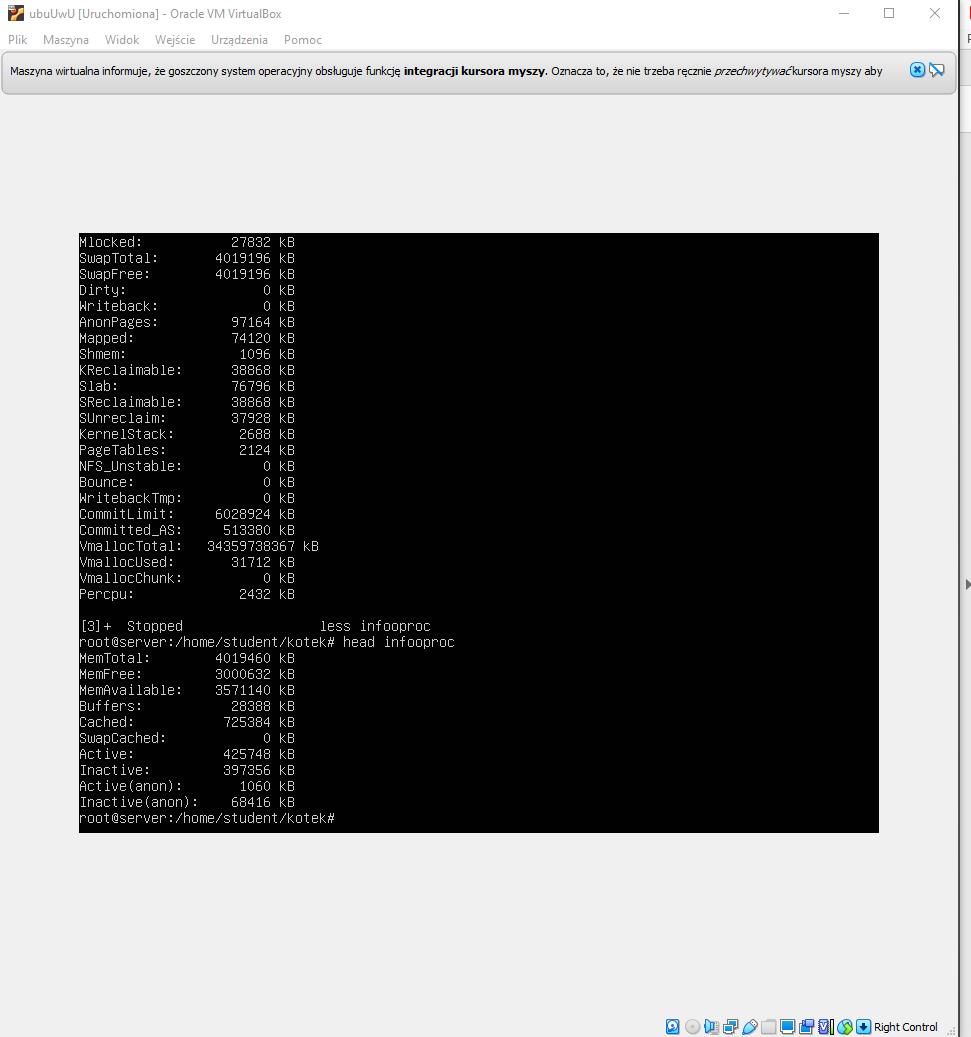 ubuUwU [Uruchomiona] - Oracle VM VirtualBox
Plik Maszyna Widok Wejście Urządzenia Pomoc
Maszyna wirtualna informuje, że goszczony system operacyjny obsługuje funkcję integracji kursora myszy. Oznacza to, że nie trzeba ręcznie przechwytywać kursora myszy aby
Mlocked: 27832 kB
SwapTotal: 4019196 kB
SwapFree: 4019196 kB
Dirty: 0 kB
Writeback: 0 kB
AnonPages: 97164 kB
Mapped: 74120 kB
Shmem: 1096 kB
KReclaimable: 38868 kB
Slab: 76796 kB
SReclaimable: 38868 kB
SUnreclaim: 37928 kB
KernelStack: 2688 kB
PageTables: 2124 kB
NFS_Unstable: 0 kB
Bounce: 0 kB
WritebackTmp: 0 kB
CommitLimit: 6028924 kB
Committed_AS: 513380 kB
VmallocTotal: 34359738367 kB
VmallocUsed: 31712 kB
VmallocChunk: 0 kB
Percpu: 2432 kB
[3]+ Stopped less infooproc
root@server:/home/student/kotek# head infooproc
MemTotal: 4019460 kB
MemFree: 3000632 kB
MemAvailable: 3571140 kB
Buffers: 28388 kB
Cached: 725384 kB
SwapCached: 0 kB
Active: 425748 kB
Inactive: 397356 kB
Active(anon): 1060 kB
Inactive(anon): 68416 kB
root@server:/home/student/kotek#
Right Control